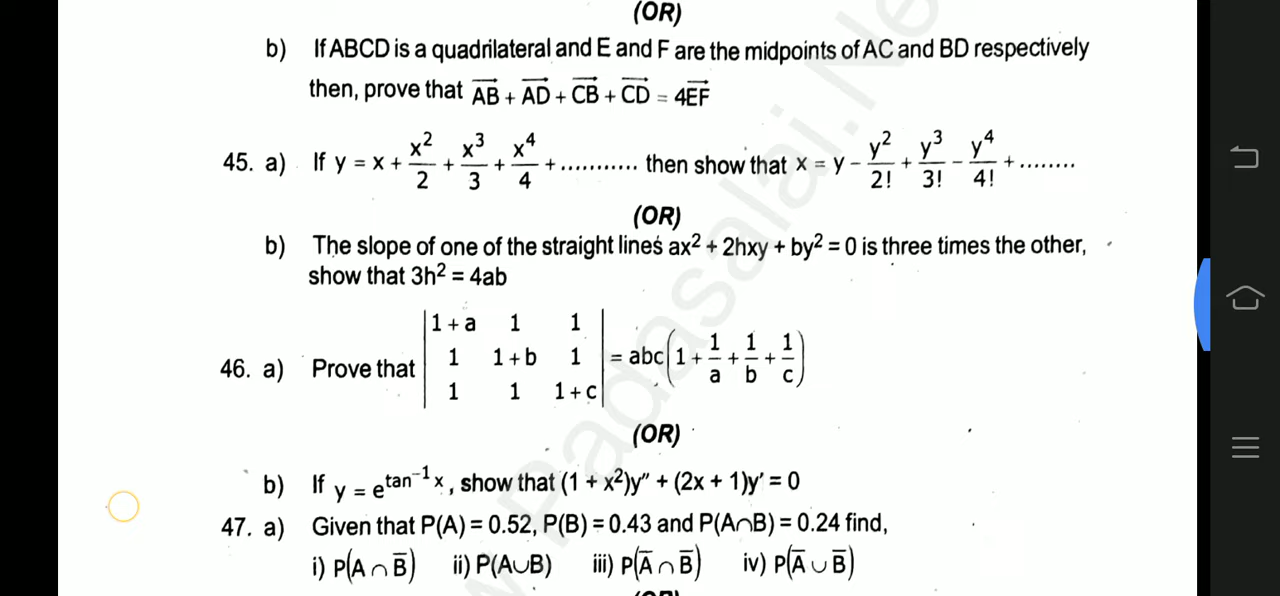 (OR)
b) If ABCD is a quadrilateral and E and F are the midpoints of AC and BD respectively
then, prove that AB⃗ + AD⃗ + CB⃗ + CD⃗ = 4EF⃗
45. a) If y = x + x²/2 + x³/3 + x⁴/4 + ........... then show that x = y - y²/2! + y³/3! - y⁴/4! + ........
(OR)
b) The slope of one of the straight lines ax² + 2hxy + by² = 0 is three times the other,
show that 3h² = 4ab
46. a) Prove that |1 + a 1 1; 1 1 + b 1; 1 1 1 + c| = abc(1 + 1/a + 1/b + 1/c)
(OR)
b) If y = e^(tan⁻¹x), show that (1 + x²)y″ + (2x + 1)y′ = 0
47. a) Given that P(A) = 0.52, P(B) = 0.43 and P(A∩B) = 0.24 find,
i) P(A ∩ B̅) ii) P(A∪B) iii) P(A̅ ∩ B̅) iv) P(A̅ ∪ B̅)